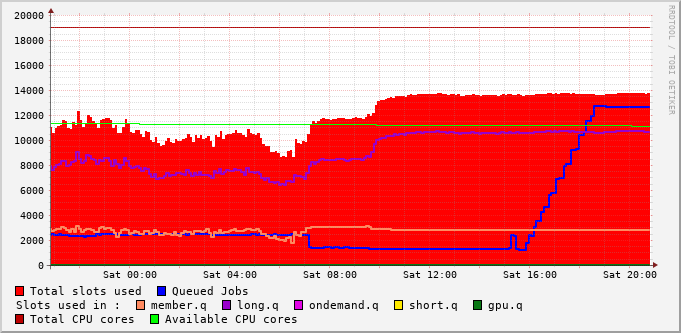 RRDTOOL / TOBI OETIKER
20000
18000
16000
14000
12000
10000
8000
6000
4000
2000
0
Sat 00:00 Sat 04:00 Sat 08:00 Sat 12:00 Sat 16:00 Sat 20:00
Total slots used Queued Jobs
Slots used in : member.q long.q ondemand.q short.q gpu.q
Total CPU cores Available CPU cores